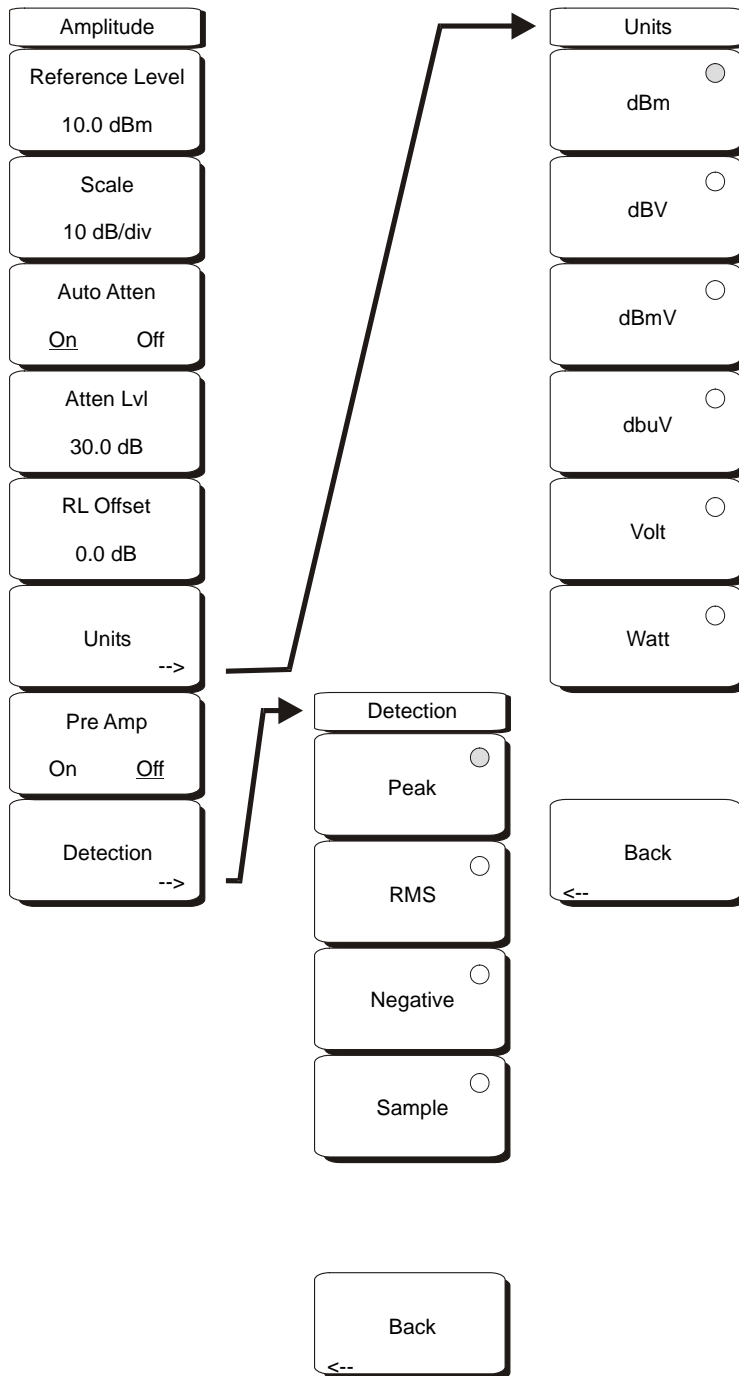 Amplitude
Reference Level
10.0 dBm
Scale
10 dB/div
Auto Atten
On Off
Atten Lvl
30.0 dB
RL Offset
0.0 dB
Units
-->
Pre Amp
On Off
Detection
-->
Detection
Peak
RMS
Negative
Sample
Back
<--
Units
dBm
dBV
dBmV
dbuV
Volt
Watt
Back
<--